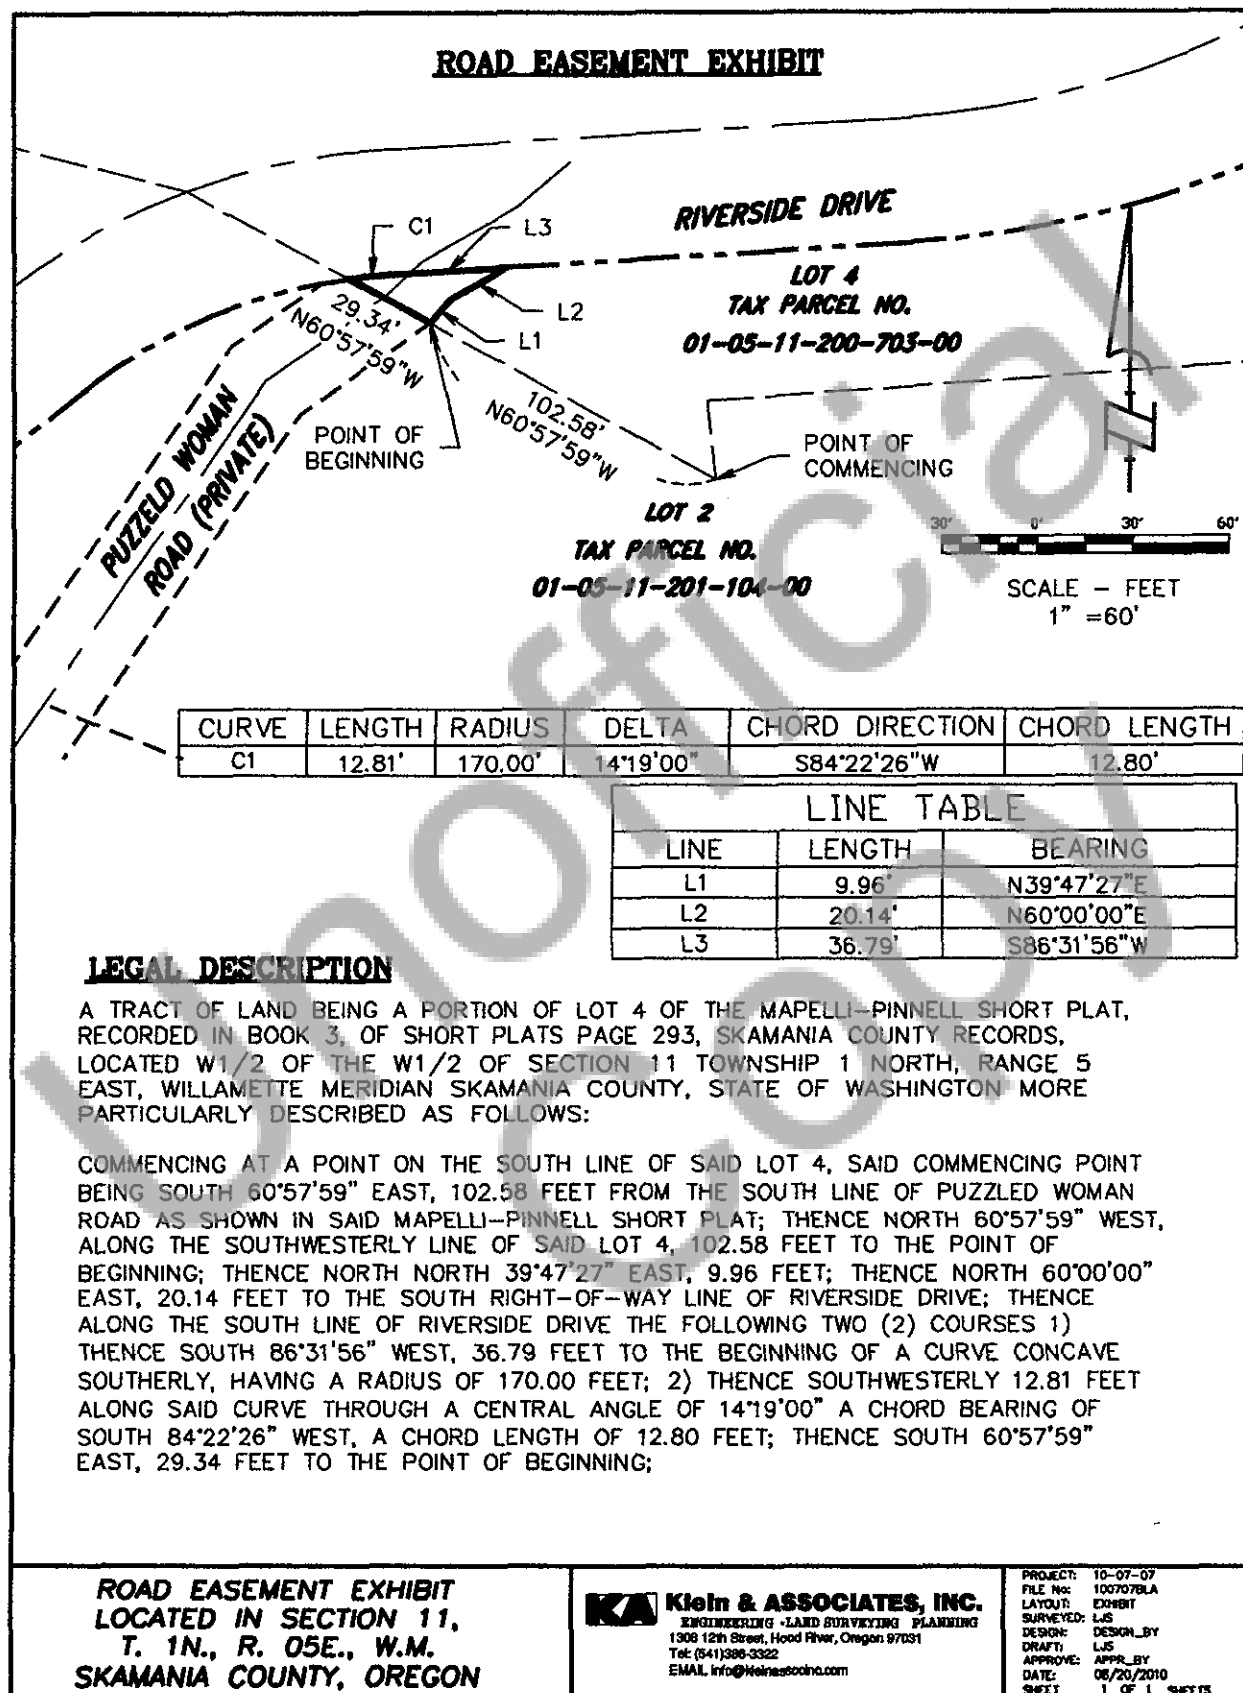 ROAD EASEMENT EXHIBIT
RIVERSIDE DRIVE
C1
L3
L2
L1
LOT 4
TAX PARCEL NO.
01-05-11-200-703-00
29.34'
N60°57'59"W
102.58'
N60°57'59"W
POINT OF
BEGINNING
POINT OF
COMMENCING
PUZZELD WOMAN
ROAD (PRIVATE)
LOT 2
TAX PARCEL NO.
01-05-11-201-104-00
30' 0' 30' 60'
SCALE - FEET
1" =60'
CURVE LENGTH RADIUS DELTA CHORD DIRECTION CHORD LENGTH
C1 12.81' 170.00' 14°19'00" S84°22'26"W 12.80'
LINE TABLE
LINE LENGTH BEARING
L1 9.96' N39°47'27"E
L2 20.14' N60°00'00"E
L3 36.79' S86°31'56"W
LEGAL DESCRIPTION
A TRACT OF LAND BEING A PORTION OF LOT 4 OF THE MAPELLI-PINNELL SHORT PLAT,
RECORDED IN BOOK 3, OF SHORT PLATS PAGE 293, SKAMANIA COUNTY RECORDS,
LOCATED W1/2 OF THE W1/2 OF SECTION 11 TOWNSHIP 1 NORTH, RANGE 5
EAST, WILLAMETTE MERIDIAN SKAMANIA COUNTY, STATE OF WASHINGTON MORE
PARTICULARLY DESCRIBED AS FOLLOWS:
COMMENCING AT A POINT ON THE SOUTH LINE OF SAID LOT 4, SAID COMMENCING POINT
BEING SOUTH 60°57'59" EAST, 102.58 FEET FROM THE SOUTH LINE OF PUZZLED WOMAN
ROAD AS SHOWN IN SAID MAPELLI-PINNELL SHORT PLAT; THENCE NORTH 60°57'59" WEST,
ALONG THE SOUTHWESTERLY LINE OF SAID LOT 4, 102.58 FEET TO THE POINT OF
BEGINNING; THENCE NORTH NORTH 39°47'27" EAST, 9.96 FEET; THENCE NORTH 60°00'00"
EAST, 20.14 FEET TO THE SOUTH RIGHT-OF-WAY LINE OF RIVERSIDE DRIVE; THENCE
ALONG THE SOUTH LINE OF RIVERSIDE DRIVE THE FOLLOWING TWO (2) COURSES 1)
THENCE SOUTH 86°31'56" WEST, 36.79 FEET TO THE BEGINNING OF A CURVE CONCAVE
SOUTHERLY, HAVING A RADIUS OF 170.00 FEET; 2) THENCE SOUTHWESTERLY 12.81 FEET
ALONG SAID CURVE THROUGH A CENTRAL ANGLE OF 14°19'00" A CHORD BEARING OF
SOUTH 84°22'26" WEST, A CHORD LENGTH OF 12.80 FEET; THENCE SOUTH 60°57'59"
EAST, 29.34 FEET TO THE POINT OF BEGINNING;
Unofficial
Copy
ROAD EASEMENT EXHIBIT
LOCATED IN SECTION 11,
T. 1N., R. 05E., W.M.
SKAMANIA COUNTY, OREGON
KA Klein & ASSOCIATES, INC.
ENGINEERING - LAND SURVEYING PLANNING
1308 12th Street, Hood River, Oregon 97031
Tel: (541)386-3322
EMAIL info@kleinassocinc.com
PROJECT: 10-07-07
FILE No: 100707BLA
LAYOUT: EXHIBIT
SURVEYED: LJS
DESIGN: DESIGN_BY
DRAFT: LJS
APPROVE: APPR_BY
DATE: 08/20/2010
SHEET 1 OF 1 SHEETS